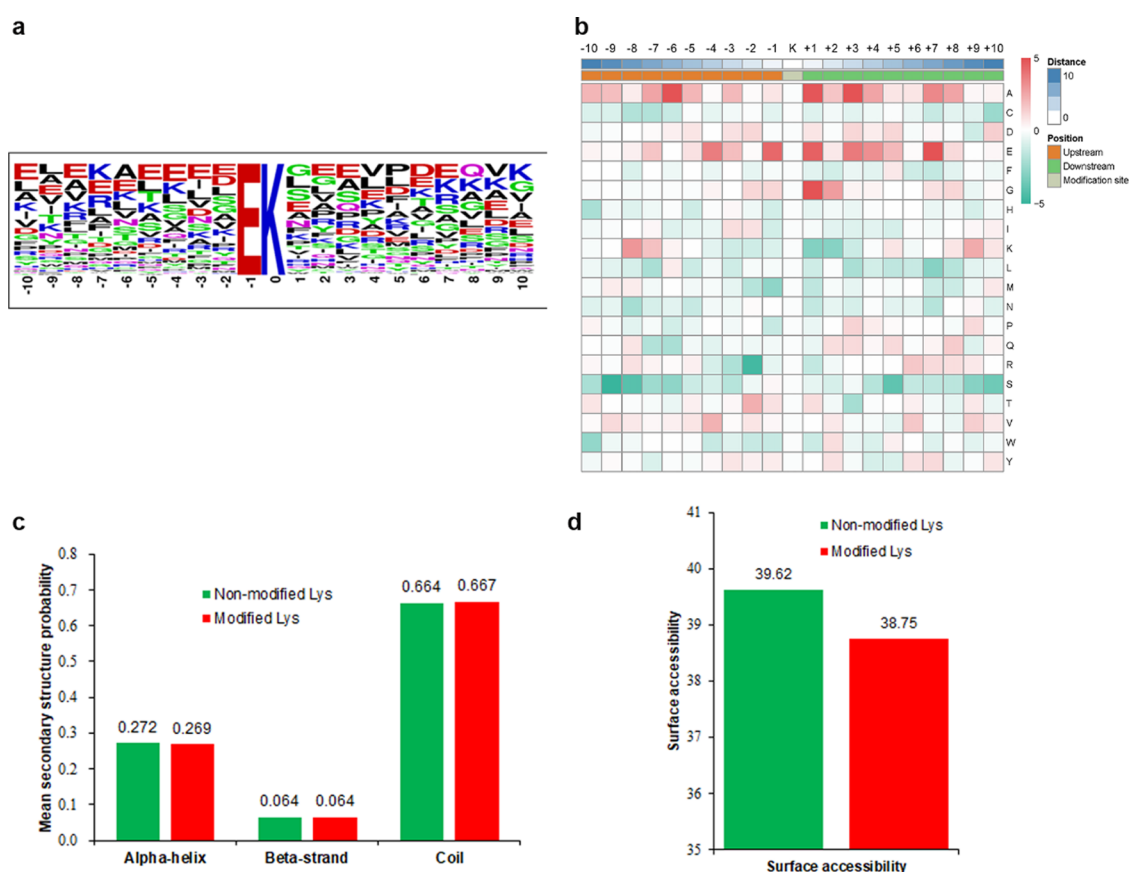 a
-10 -9 -8 -7 -6 -5 -4 -3 -2 -1 0 1 2 3 4 5 6 7 8 9 10
b
-10 -9 -8 -7 -6 -5 -4 -3 -2 -1 K +1 +2 +3 +4 +5 +6 +7 +8 +9 +10
A
C
D
E
F
G
H
I
K
L
M
N
P
Q
R
S
T
V
W
Y
5
0
-5
Distance
10
0
Position
Upstream
Downstream
Modification site
c
Mean secondary structure probability
0.8
0.7
0.6
0.5
0.4
0.3
0.2
0.1
0.0
Non-modified Lys
Modified Lys
0.272 0.269
0.064 0.064
0.664 0.667
Alpha-helix Beta-strand Coil
d
Surface accessibility
41
40
39
38
37
36
35
Non-modified Lys
Modified Lys
39.62
38.75
Surface accessibility